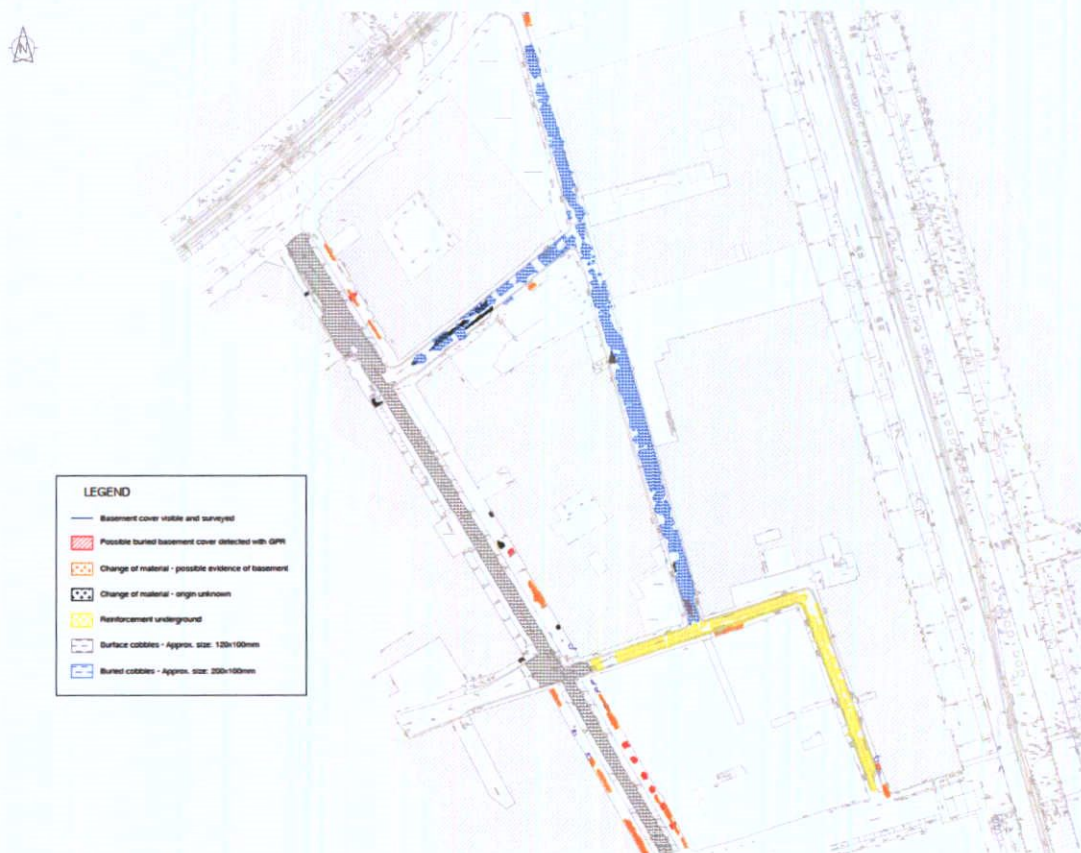 N
LEGEND
Basement cover visible and surveyed
Possible buried basement cover detected with GPR
Change of material - possible evidence of basement
Change of material - origin unknown
Reinforcement underground
Surface cobbles - Approx. size: 120x100mm
Buried cobbles - Approx. size: 200x100mm